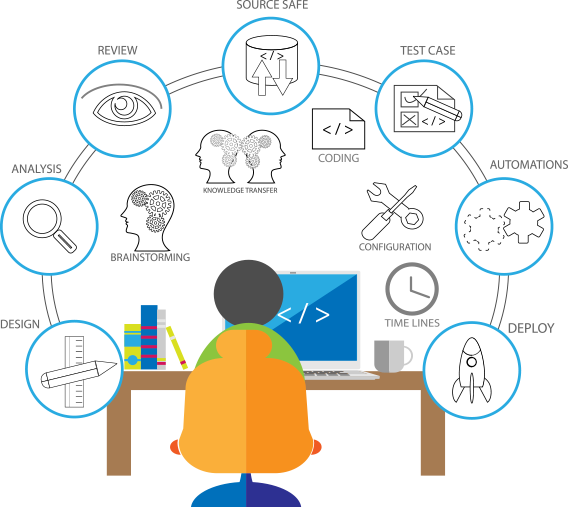 SOURCE SAFE
REVIEW
TEST CASE
</>
</>
</>
CODING
ANALYSIS
AUTOMATIONS
KNOWLEDGE TRANSFER
BRAINSTORMING
CONFIGURATION
DESIGN
</>
TIME LINES
DEPLOY